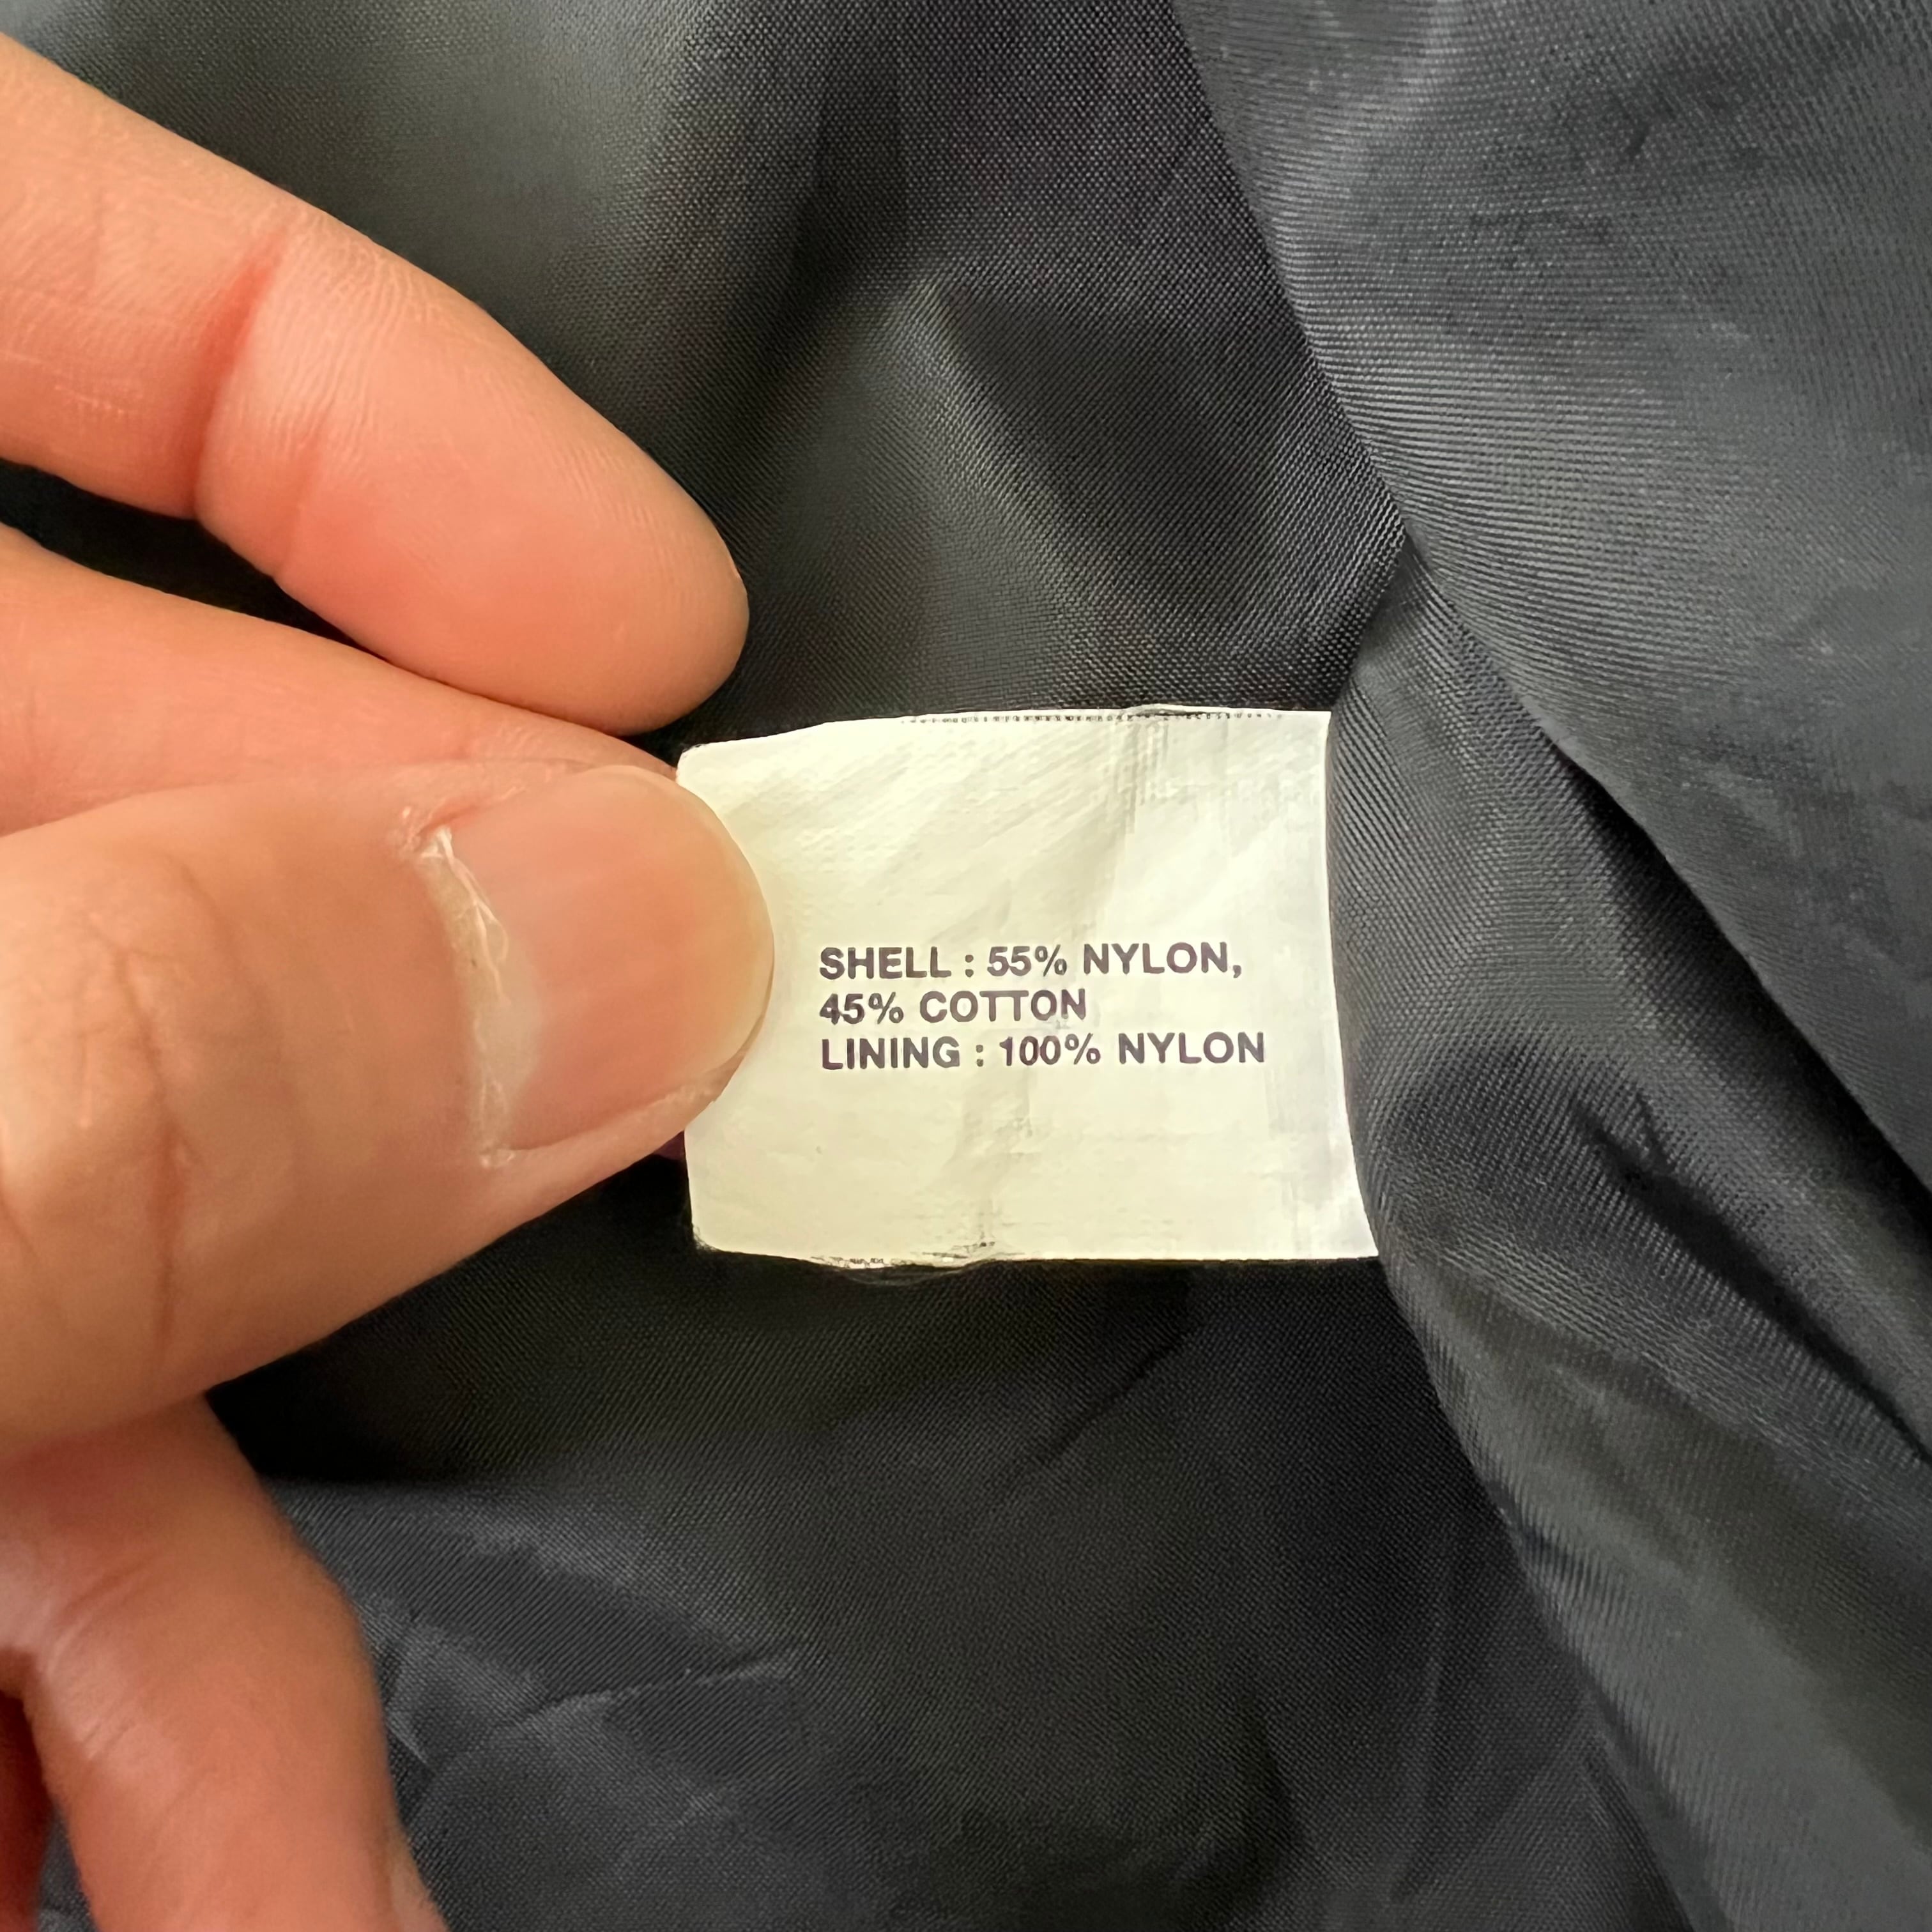 SHELL : 55% NYLON,
45% COTTON
LINING : 100% NYLON